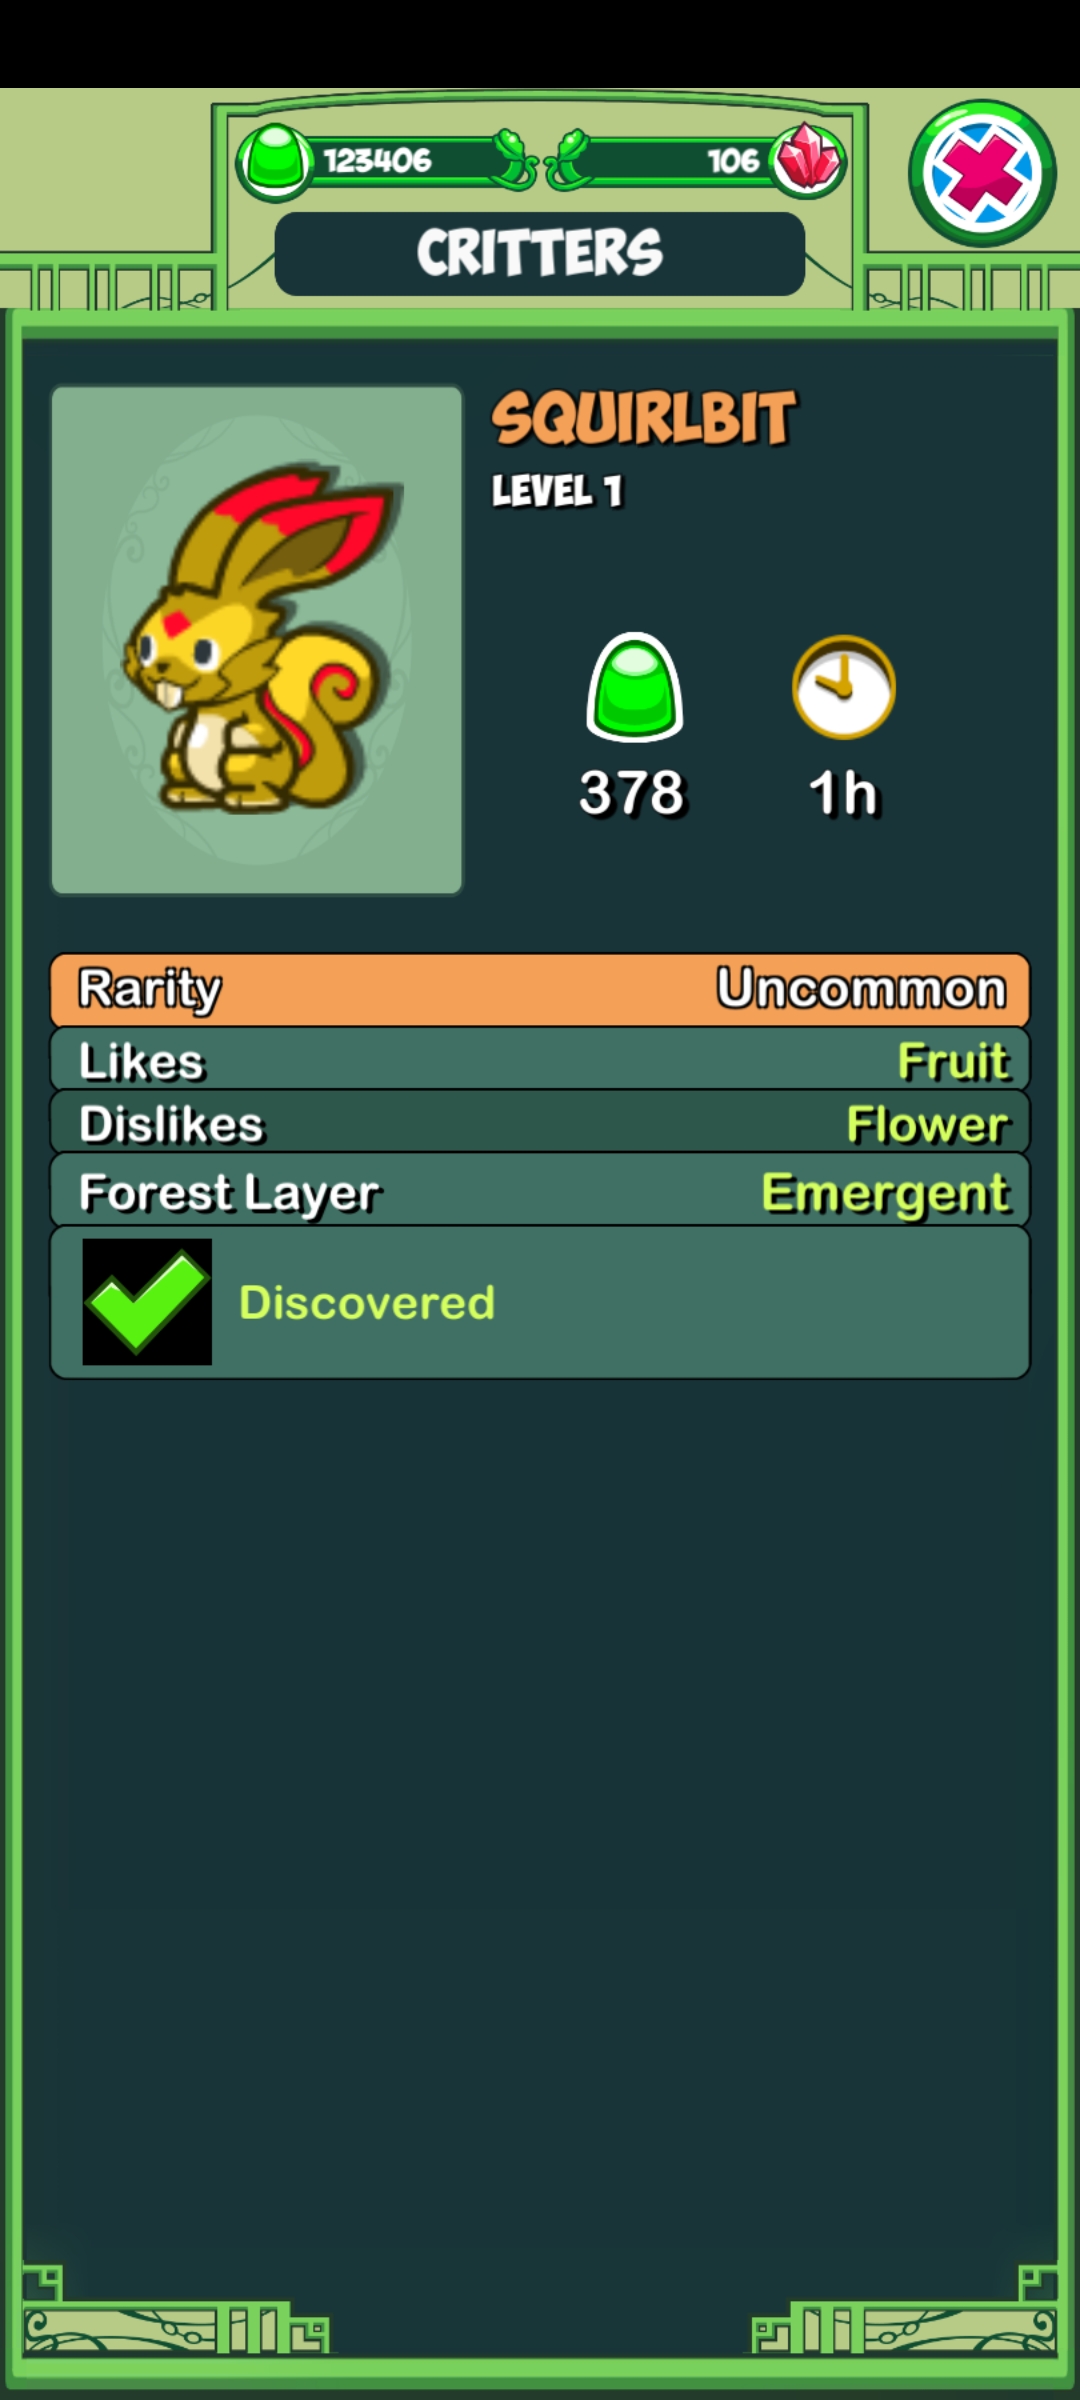 123406
106
CRITTERS
SQUIRLBIT
LEVEL 1
378
1h
Rarity Uncommon
Likes Fruit
Dislikes Flower
Forest Layer Emergent
Discovered